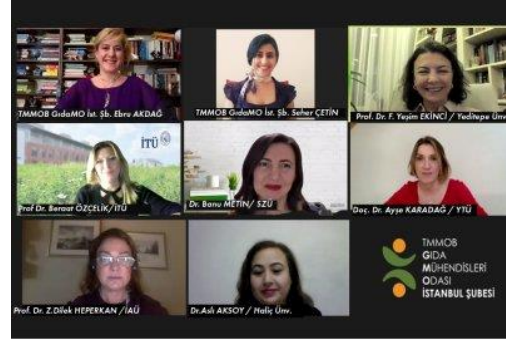 TMMOB GıdaMO İst. Şb. Ebru AKDAĞ
TMMOB GıdaMO İst. Şb. Seher ÇETİN
Prof. Dr. F. Yeşim EKİNCİ / Yeditepe Ünv.
İTÜ
Prof Dr. Beraat ÖZÇELİK/ İTÜ
Dr. Banu METİN/ SZÜ
Doç. Dr. Ayşe KARADAĞ / YTÜ
Prof. Dr. Z.Dilek HEPERKAN /İAÜ
Dr.Aslı AKSOY / Haliç Ünv.
TMMOB
GIDA
MÜHENDİSLERİ
ODASI
İSTANBUL ŞUBESİ